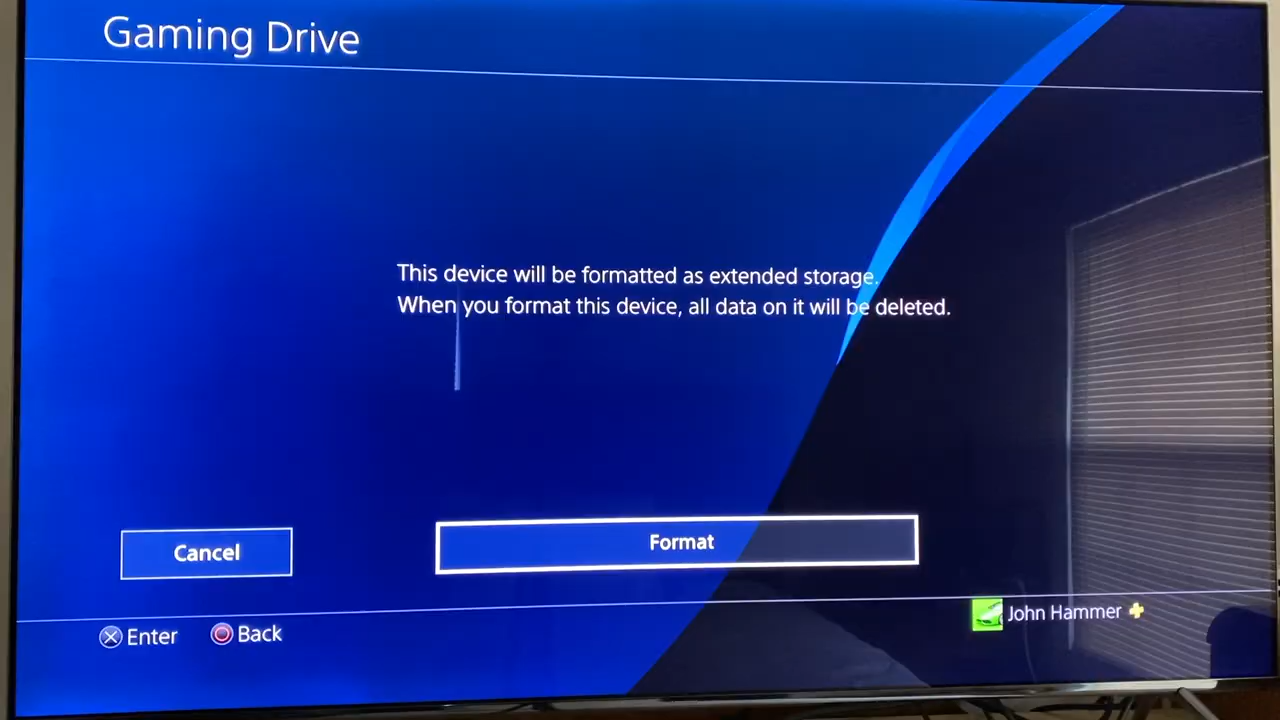 Gaming Drive
This device will be formatted as extended storage.
When you format this device, all data on it will be deleted.
Cancel
Format
Enter
Back
John Hammer